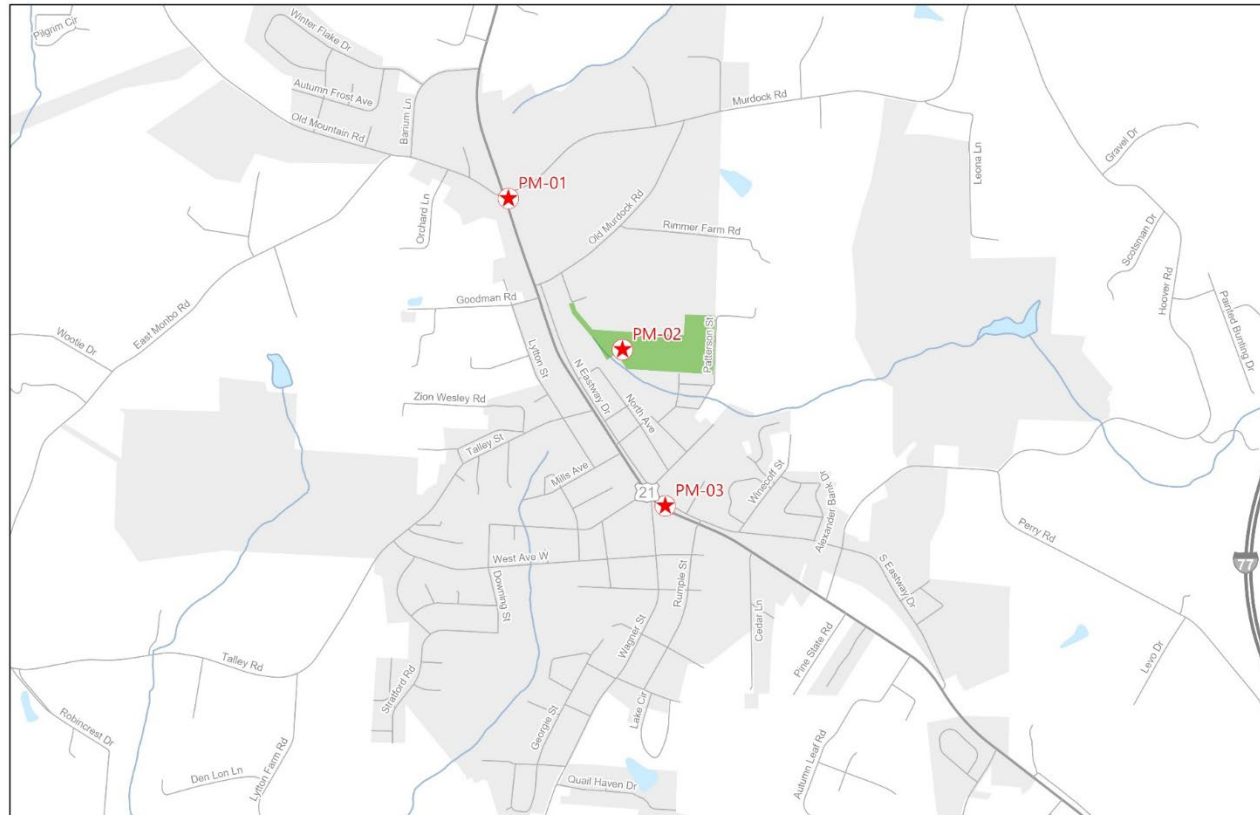 Pilgrim Cir
Winter Flake Dr
Autumn Frost Ave
Barium Ln
Old Mountain Rd
Murdock Rd
Gravel Dr
Leona Ln
PM-01
Orchard Ln
Old Murdock Rd
Rimmer Farm Rd
Scotsman Dr
Hoover Rd
Painted Bunting Dr
Goodman Rd
East Monbo Rd
Wootie Dr
PM-02
Patterson St
Lytton St
N Eastway Dr
North Ave
Zion Wesley Rd
Talley St
Mills Ave
21
PM-03
Winecoff St
Alexander Bank Dr
Perry Rd
77
West Ave W
Downing St
S Eastway Dr
Rumple St
Wagner St
Cedar Ln
Pine State Rd
Levo Dr
Talley Rd
Stratford Rd
Lake Cir
Georgie St
Robincrest Dr
Den Lon Ln
Lytton Farm Rd
Quail Haven Dr
Autumn Leaf Rd